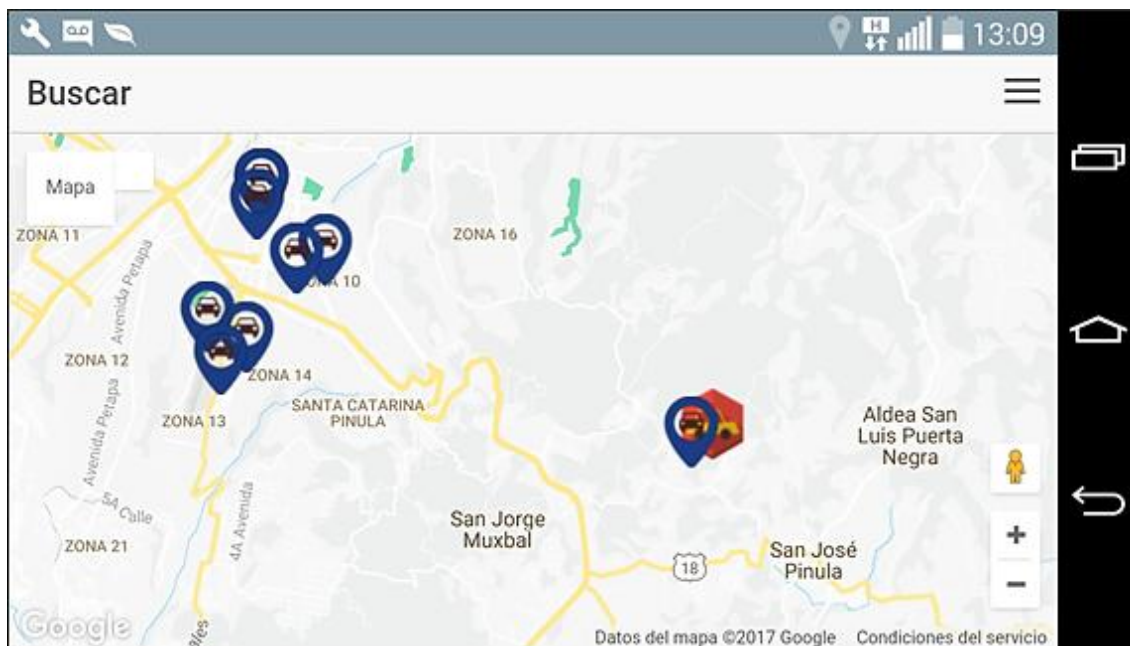 H
13:09
Buscar
Mapa
ZONA 11
ZONA 16
Avenida Petapa
ZONA 10
ZONA 12
ZONA 14
ZONA 13
SANTA CATARINA
PINULA
Avenida Petapa
Aldea San
Luis Puerta
Negra
5A Calle
4A Avenida
San Jorge
Muxbal
ZONA 21
18
San José
Pinula
+
−
Google
Datos del mapa ©2017 Google Condiciones del servicio